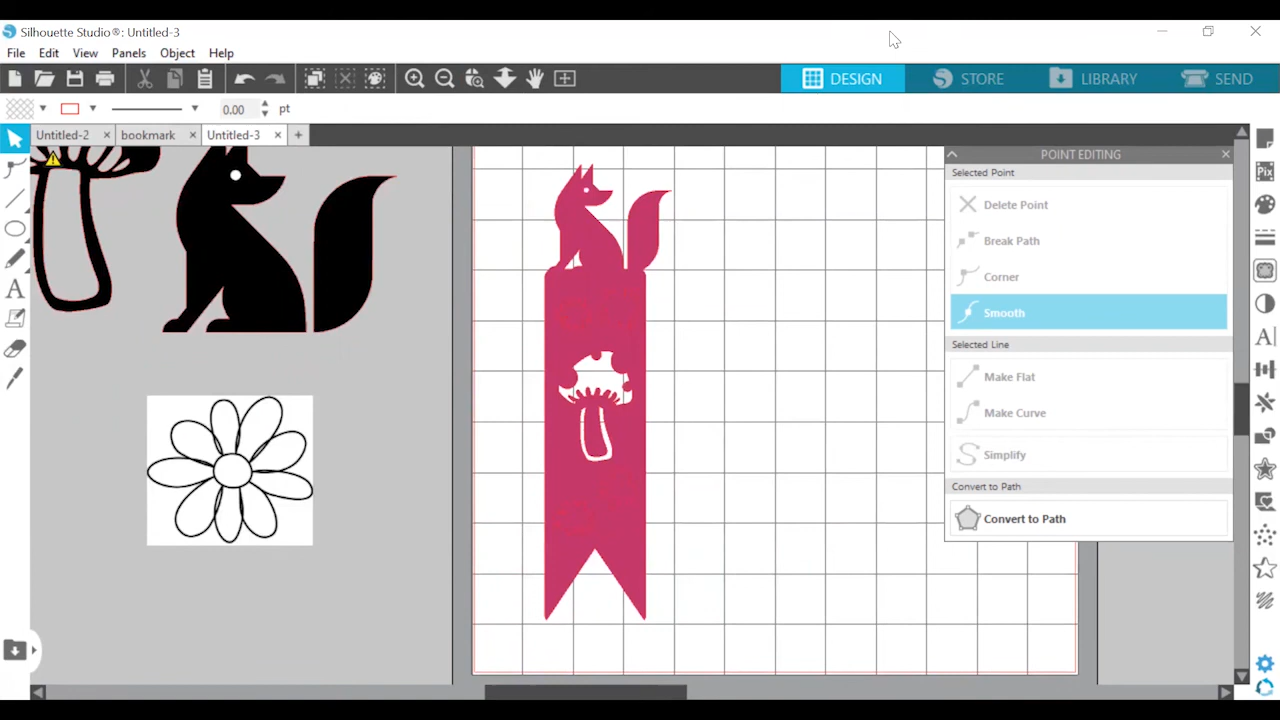 Silhouette Studio®: Untitled-3
File Edit View Panels Object Help
DESIGN STORE LIBRARY SEND
0.00 pt
Untitled-2 × bookmark × Untitled-3 × +
POINT EDITING
Selected Point
Delete Point
Break Path
Corner
Smooth
Selected Line
Make Flat
Make Curve
Simplify
Convert to Path
Convert to Path
Pix